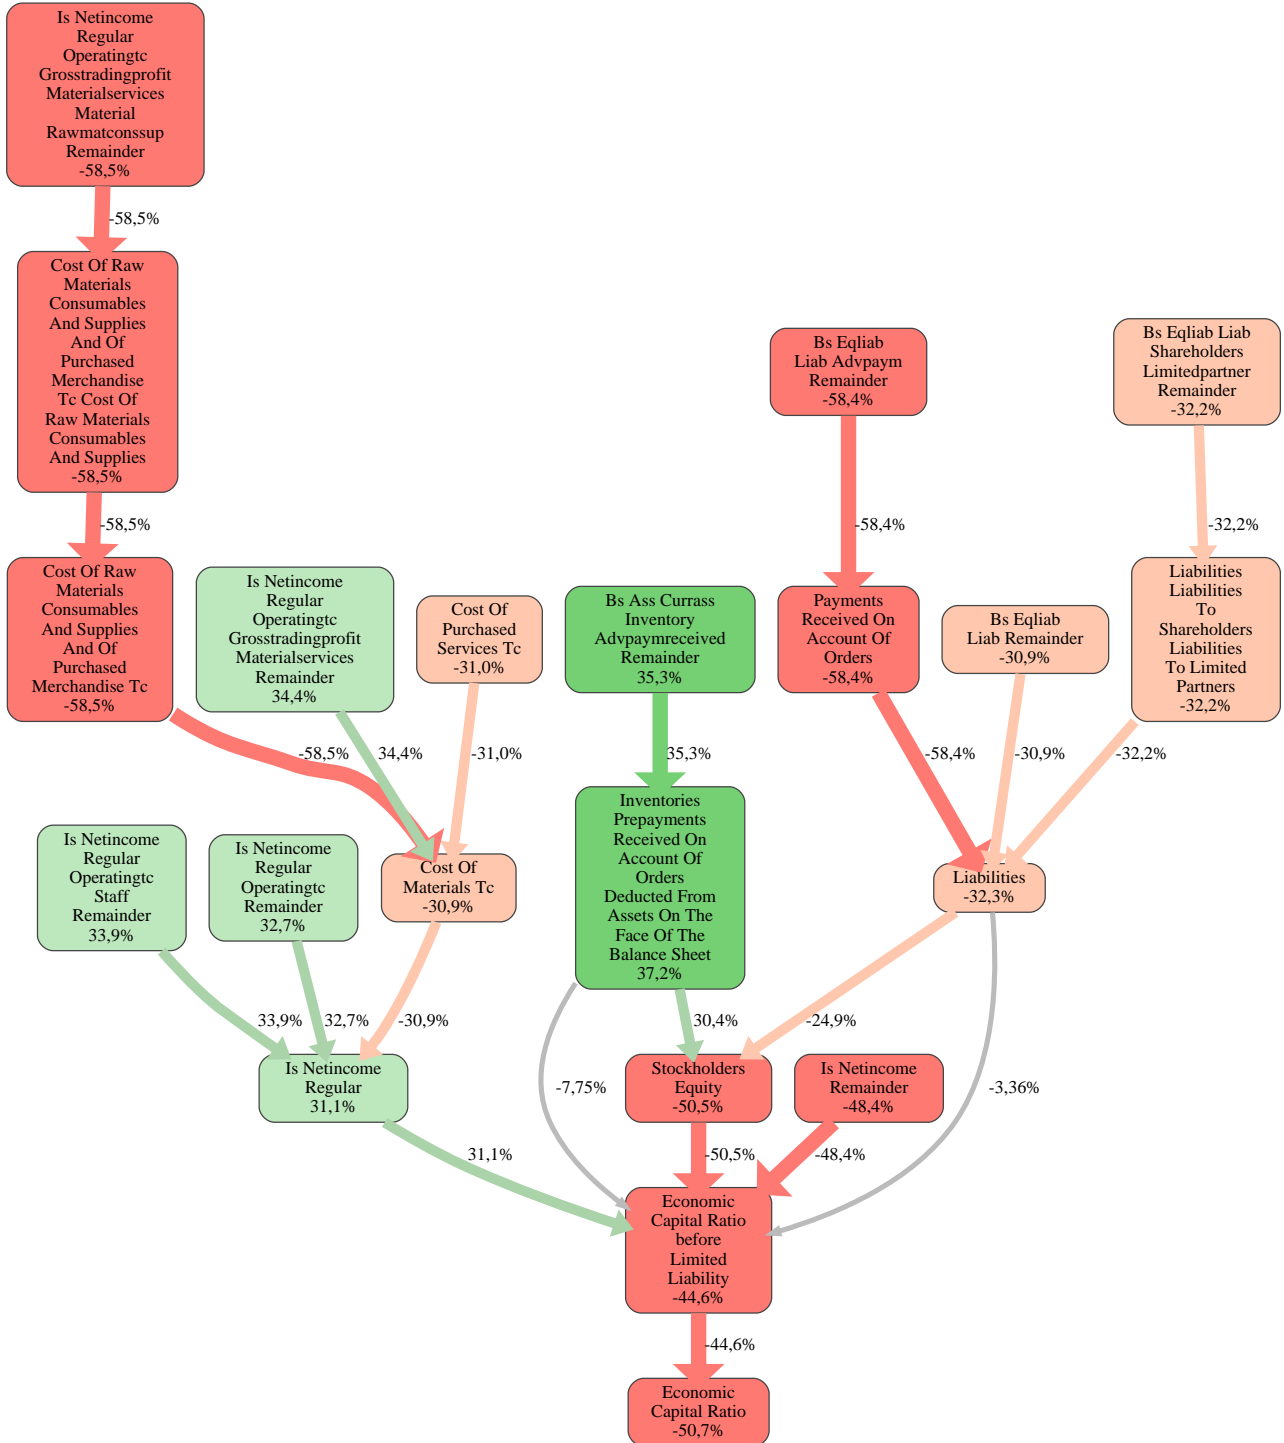 Is Netincome
Regular
Operatingtc
Grosstradingprofit
Materialservices
Material
Rawmatconssup
Remainder
-58,5%
-58,5%
Cost Of Raw
Materials
Consumables
And Supplies
And Of
Purchased
Merchandise
Tc Cost Of
Raw Materials
Consumables
And Supplies
-58,5%
Bs Eqliab
Liab Advpaym
Remainder
-58,4%
Bs Eqliab Liab
Shareholders
Limitedpartner
Remainder
-32,2%
-58,5%
-58,4%
-32,2%
Cost Of Raw
Materials
Consumables
And Supplies
And Of
Purchased
Merchandise Tc
-58,5%
Is Netincome
Regular
Operatingtc
Grosstradingprofit
Materialservices
Remainder
34,4%
Cost Of
Purchased
Services Tc
-31,0%
Bs Ass Currass
Inventory
Advpaymreceived
Remainder
35,3%
Payments
Received On
Account Of
Orders
-58,4%
Bs Eqliab
Liab Remainder
-30,9%
Liabilities
Liabilities
To
Shareholders
Liabilities
To Limited
Partners
-32,2%
-58,5%
34,4%
-31,0%
35,3%
-58,4%
-30,9%
-32,2%
Is Netincome
Regular
Operatingtc
Staff
Remainder
33,9%
Is Netincome
Regular
Operatingtc
Remainder
32,7%
Cost Of
Materials Tc
-30,9%
Inventories
Prepayments
Received On
Account Of
Orders
Deducted From
Assets On The
Face Of The
Balance Sheet
37,2%
Liabilities
-32,3%
33,9%
32,7%
-30,9%
30,4%
-24,9%
Is Netincome
Regular
31,1%
-7,75%
Stockholders
Equity
-50,5%
Is Netincome
Remainder
-48,4%
-3,36%
31,1%
-50,5%
-48,4%
Economic
Capital Ratio
before
Limited
Liability
-44,6%
-44,6%
Economic
Capital Ratio
-50,7%